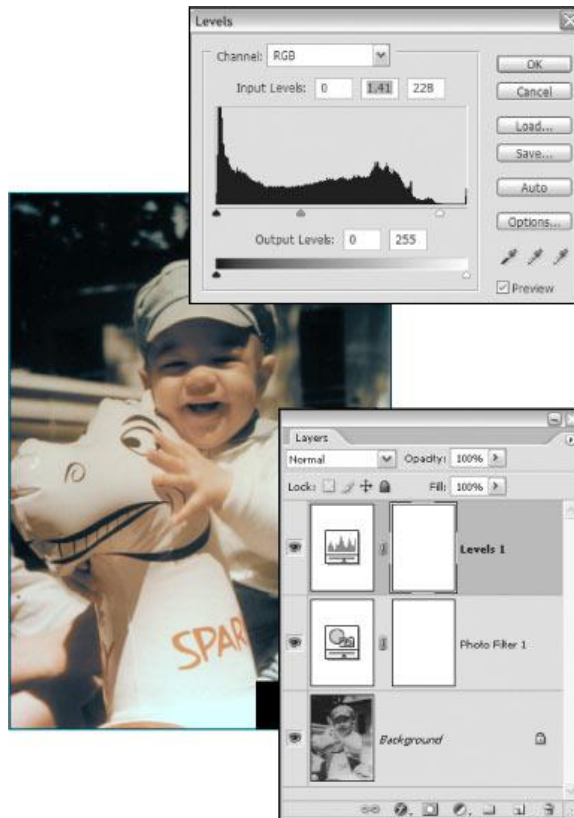 Levels
Channel: RGB
OK
Input Levels: 0 1.41 228
Cancel
Load...
Save...
Auto
Options...
Output Levels: 0 255
Preview
SPAR
Layers
Normal Opacity: 100%
Lock: Fill: 100%
Levels 1
Photo Filter 1
Background